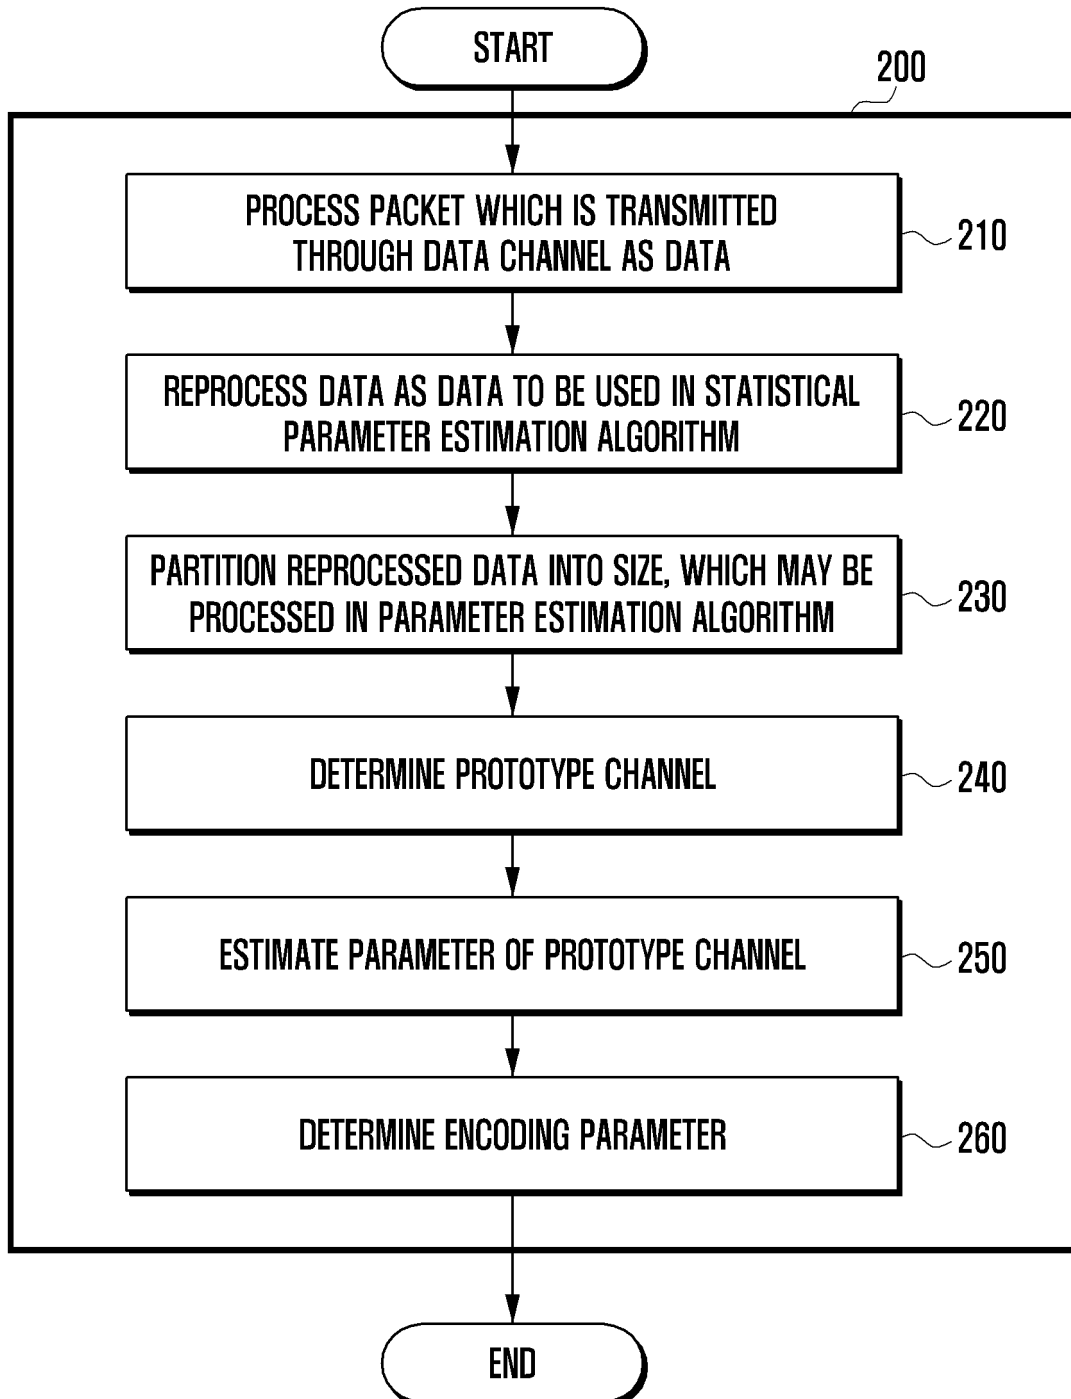 START
200
PROCESS PACKET WHICH IS TRANSMITTED
THROUGH DATA CHANNEL AS DATA
210
REPROCESS DATA AS DATA TO BE USED IN STATISTICAL
PARAMETER ESTIMATION ALGORITHM
220
PARTITION REPROCESSED DATA INTO SIZE, WHICH MAY BE
PROCESSED IN PARAMETER ESTIMATION ALGORITHM
230
DETERMINE PROTOTYPE CHANNEL
240
ESTIMATE PARAMETER OF PROTOTYPE CHANNEL
250
DETERMINE ENCODING PARAMETER
260
END